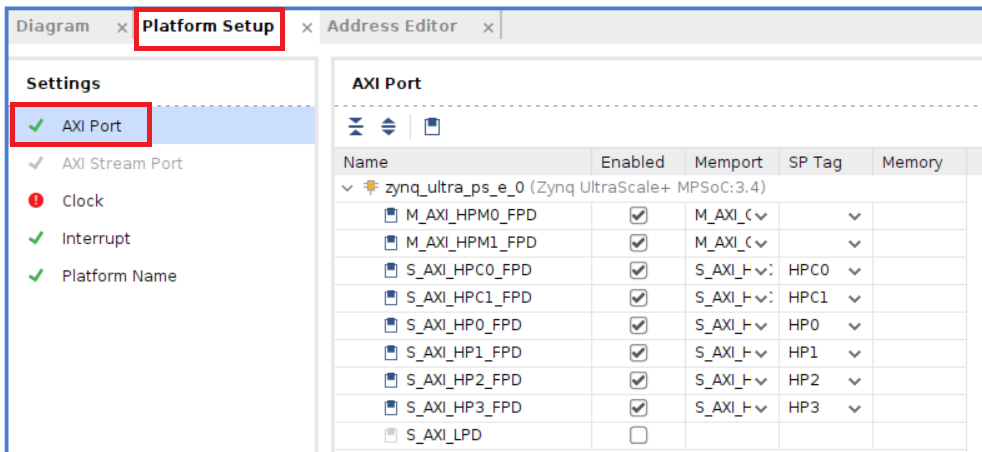 Diagram × Platform Setup × Address Editor ×
Settings
AXI Port
AXI Stream Port
Clock
Interrupt
Platform Name
AXI Port
Name Enabled Memport SP Tag Memory
zynq_ultra_ps_e_0 (Zynq UltraScale+ MPSoC:3.4)
M_AXI_HPM0_FPD M_AXI_
M_AXI_HPM1_FPD M_AXI_
S_AXI_HPC0_FPD S_AXI_H HPC0
S_AXI_HPC1_FPD S_AXI_H HPC1
S_AXI_HP0_FPD S_AXI_H HP0
S_AXI_HP1_FPD S_AXI_H HP1
S_AXI_HP2_FPD S_AXI_H HP2
S_AXI_HP3_FPD S_AXI_H HP3
S_AXI_LPD